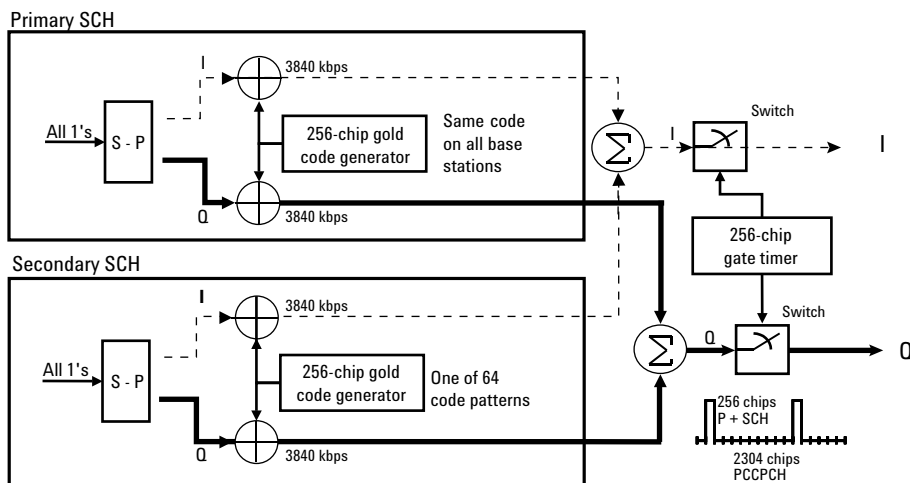 Primary SCH
I
3840 kbps
All 1's
S - P
256-chip gold
code generator
Same code
on all base
stations
Q
3840 kbps
Σ
I
Switch
I
256-chip
gate timer
Secondary SCH
I
3840 kbps
All 1's
S - P
256-chip gold
code generator
One of 64
code patterns
Q
3840 kbps
Σ
Q
Switch
Q
256 chips
P + SCH
2304 chips
PCCPCH